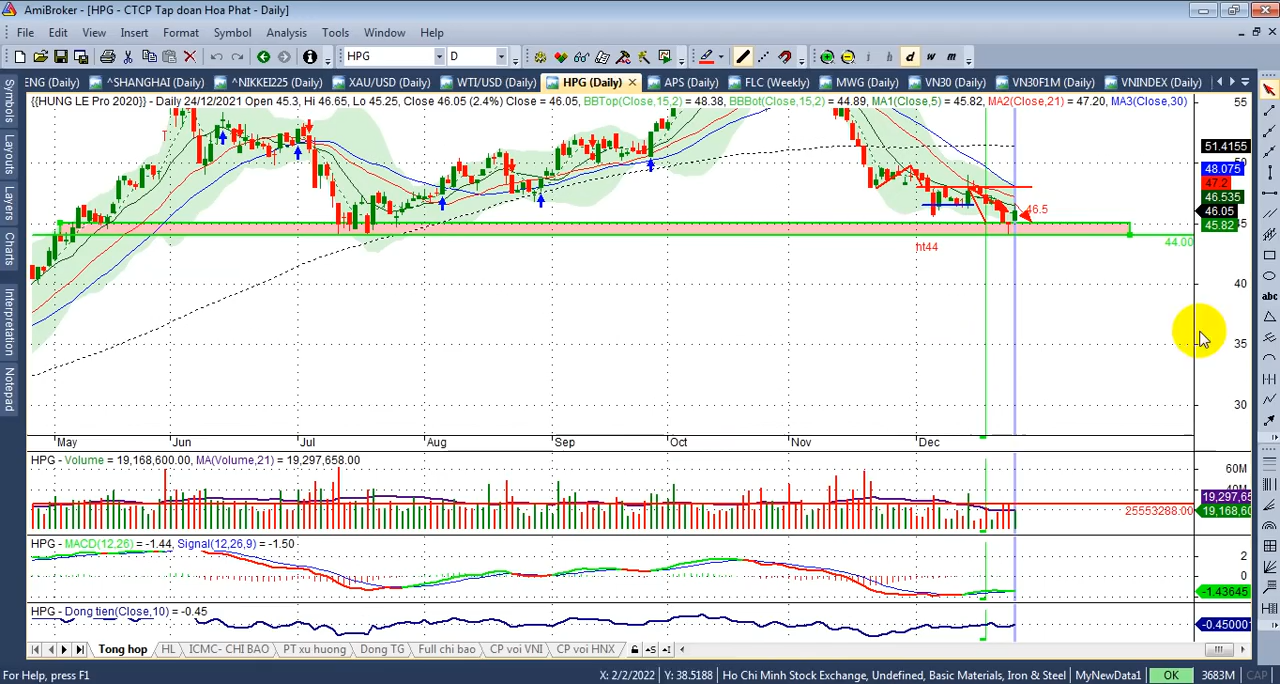 AmiBroker - [HPG - CTCP Tap doan Hoa Phat - Daily]
File Edit View Insert Format Symbol Analysis Tools Window Help
HPG D i h d w m
ENG (Daily) ^SHANGHAI (Daily) ^NIKKEI225 (Daily) XAU/USD (Daily) WTI/USD (Daily) HPG (Daily) APS (Daily) FLC (Weekly) MWG (Daily) VN30 (Daily) VN30F1M (Daily) VNINDEX (Daily)
{{HUNG LE Pro 2020}} - Daily 24/12/2021 Open 45.3, Hi 46.65, Lo 45.25, Close 46.05 (2.4%) Close = 46.05, BBTop(Close,15,2) = 48.38, BBBot(Close,15,2) = 44.89, MA1(Close,5) = 45.82, MA2(Close,21) = 47.20, MA3(Close,30)
Symbols
Layouts
Layers
Charts
Interpretation
Notepad
abc
55
51.4155
48.075
47.2
46.535
46.05
45.82
46.5
44.00
ht44
40
35
30
May Jun Jul Aug Sep Oct Nov Dec
HPG - Volume = 19,168,600.00, MA(Volume,21) = 19,297,658.00
60M
19,297,65
25553288.00
19,168,60
HPG - MACD(12,26) = -1.44, Signal(12,26,9) = -1.50
2
0
-1.43645
HPG - Dong tien(Close,10) = -0.45
-0.450001
Tong hop HL ICMC- CHI BAO PT xu huong Dong TG Full chi bao CP voi VNI CP voi HNX
For Help, press F1 X: 2/2/2022 Y: 38.5188 Ho Chi Minh Stock Exchange, Undefined, Basic Materials, Iron & Steel MyNewData1 OK 3683M CAP